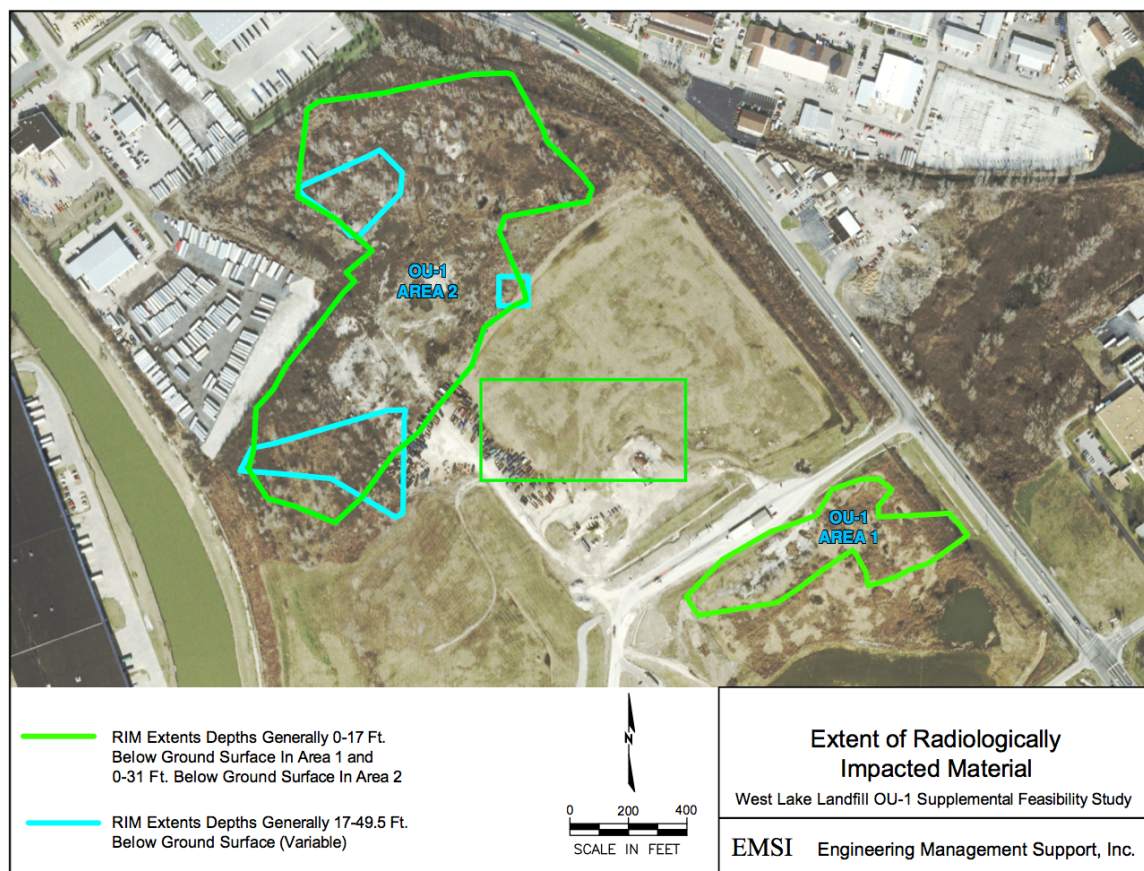 OU-1
AREA 2
OU-1
AREA 1
RIM Extents Depths Generally 0-17 Ft.
Below Ground Surface In Area 1 and
0-31 Ft. Below Ground Surface In Area 2
RIM Extents Depths Generally 17-49.5 Ft.
Below Ground Surface (Variable)
N
0 200 400
SCALE IN FEET
Extent of Radiologically
Impacted Material
West Lake Landfill OU-1 Supplemental Feasibility Study
EMSI Engineering Management Support, Inc.